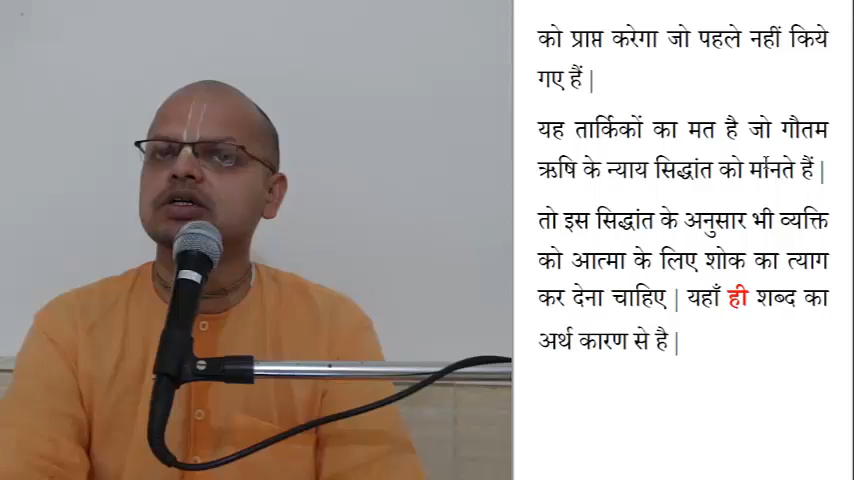 को प्राप्त करेगा जो पहले नहीं किये
गए हैं |
यह तार्किकों का मत है जो गौतम
ऋषि के न्याय सिद्धांत को मानते हैं |
तो इस सिद्धांत के अनुसार भी व्यक्ति
को आत्मा के लिए शोक का त्याग
कर देना चाहिए | यहाँ ही शब्द का
अर्थ कारण से है |